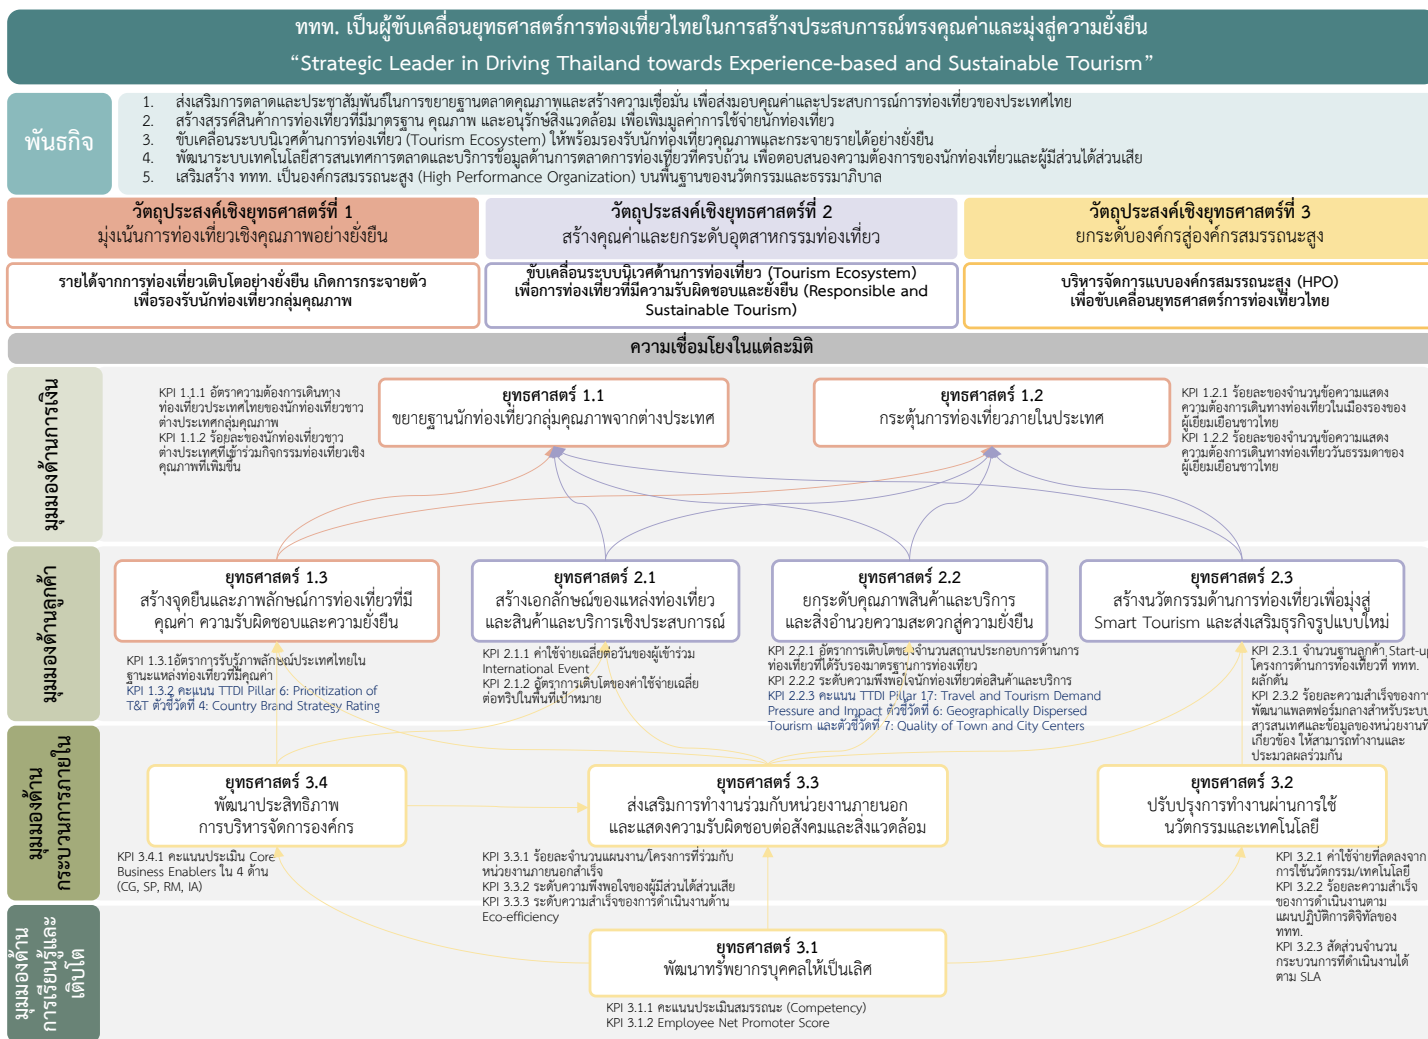 ททท. เป็นผู้ขับเคลื่อนยุทธศาสตร์การท่องเที่ยวไทยในการสร้างประสบการณ์ทรงคุณค่าและมุ่งสู่ความยั่งยืน
“Strategic Leader in Driving Thailand towards Experience-based and Sustainable Tourism”
พันธกิจ
1. ส่งเสริมการตลาดและประชาสัมพันธ์ในการขยายฐานตลาดคุณภาพและสร้างความเชื่อมั่น เพื่อส่งมอบคุณค่าและประสบการณ์การท่องเที่ยวของประเทศไทย
2. สร้างสรรค์สินค้าการท่องเที่ยวที่มีมาตรฐาน คุณภาพ และอนุรักษ์สิ่งแวดล้อม เพื่อเพิ่มมูลค่าการใช้จ่ายนักท่องเที่ยว
3. ขับเคลื่อนระบบนิเวศด้านการท่องเที่ยว (Tourism Ecosystem) ให้พร้อมรองรับนักท่องเที่ยวคุณภาพและกระจายรายได้อย่างยั่งยืน
4. พัฒนาระบบเทคโนโลยีสารสนเทศการตลาดและบริการข้อมูลด้านการตลาดการท่องเที่ยวที่ครบถ้วน เพื่อตอบสนองความต้องการของนักท่องเที่ยวและผู้มีส่วนได้ส่วนเสีย
5. เสริมสร้าง ททท. เป็นองค์กรสมรรถนะสูง (High Performance Organization) บนพื้นฐานของนวัตกรรมและธรรมาภิบาล
วัตถุประสงค์เชิงยุทธศาสตร์ที่ 1
มุ่งเน้นการท่องเที่ยวเชิงคุณภาพอย่างยั่งยืน
วัตถุประสงค์เชิงยุทธศาสตร์ที่ 2
สร้างคุณค่าและยกระดับอุตสาหกรรมท่องเที่ยว
วัตถุประสงค์เชิงยุทธศาสตร์ที่ 3
ยกระดับองค์กรสู่องค์กรสมรรถนะสูง
รายได้จากการท่องเที่ยวเติบโตอย่างยั่งยืน เกิดการกระจายตัว
เพื่อรองรับนักท่องเที่ยวกลุ่มคุณภาพ
ขับเคลื่อนระบบนิเวศด้านการท่องเที่ยว (Tourism Ecosystem)
เพื่อการท่องเที่ยวที่มีความรับผิดชอบและยั่งยืน (Responsible and
Sustainable Tourism)
บริหารจัดการแบบองค์กรสมรรถนะสูง (HPO)
เพื่อขับเคลื่อนยุทธศาสตร์การท่องเที่ยวไทย
ความเชื่อมโยงในแต่ละมิติ
มุมมองด้านการเงิน
KPI 1.1.1 อัตราความต้องการเดินทาง
ท่องเที่ยวประเทศไทยของนักท่องเที่ยวชาว
ต่างประเทศกลุ่มคุณภาพ
KPI 1.1.2 ร้อยละของนักท่องเที่ยวชาว
ต่างประเทศที่เข้าร่วมกิจกรรมท่องเที่ยวเชิง
คุณภาพที่เพิ่มขึ้น
ยุทธศาสตร์ 1.1
ขยายฐานนักท่องเที่ยวกลุ่มคุณภาพจากต่างประเทศ
ยุทธศาสตร์ 1.2
กระตุ้นการท่องเที่ยวภายในประเทศ
KPI 1.2.1 ร้อยละของจำนวนข้อความแสดง
ความต้องการเดินทางท่องเที่ยวในเมืองรองของ
ผู้เยี่ยมเยือนชาวไทย
KPI 1.2.2 ร้อยละของจำนวนข้อความแสดง
ความต้องการเดินทางท่องเที่ยววันธรรมดาของ
ผู้เยี่ยมเยือนชาวไทย
มุมมองด้านลูกค้า
ยุทธศาสตร์ 1.3
สร้างจุดยืนและภาพลักษณ์การท่องเที่ยวที่มี
คุณค่า ความรับผิดชอบและความยั่งยืน
ยุทธศาสตร์ 2.1
สร้างเอกลักษณ์ของแหล่งท่องเที่ยว
และสินค้าและบริการเชิงประสบการณ์
ยุทธศาสตร์ 2.2
ยกระดับคุณภาพสินค้าและบริการ
และสิ่งอำนวยความสะดวกสู่ความยั่งยืน
ยุทธศาสตร์ 2.3
สร้างนวัตกรรมด้านการท่องเที่ยวเพื่อมุ่งสู่
Smart Tourism และส่งเสริมธุรกิจรูปแบบใหม่
KPI 1.3.1อัตราการรับรู้ภาพลักษณ์ประเทศไทยใน
ฐานะแหล่งท่องเที่ยวที่มีคุณค่า
KPI 1.3.2 คะแนน TTDI Pillar 6: Prioritization of
T&T ตัวชี้วัดที่ 4: Country Brand Strategy Rating
KPI 2.1.1 ค่าใช้จ่ายเฉลี่ยต่อวันของผู้เข้าร่วม
International Event
KPI 2.1.2 อัตราการเติบโตของค่าใช้จ่ายเฉลี่ย
ต่อทริปในพื้นที่เป้าหมาย
KPI 2.2.1 อัตราการเติบโตของจำนวนสถานประกอบการด้านการ
ท่องเที่ยวที่ได้รับรองมาตรฐานการท่องเที่ยว
KPI 2.2.2 ระดับความพึงพอใจนักท่องเที่ยวต่อสินค้าและบริการ
KPI 2.2.3 คะแนน TTDI Pillar 17: Travel and Tourism Demand
Pressure and Impact ตัวชี้วัดที่ 6: Geographically Dispersed
Tourism และตัวชี้วัดที่ 7: Quality of Town and City Centers
KPI 2.3.1 จำนวนฐานลูกค้า Start-up
โครงการด้านการท่องเที่ยวที่ ททท.
ผลักดัน
KPI 2.3.2 ร้อยละความสำเร็จของการ
พัฒนาแพลตฟอร์มกลางสำหรับระบบ
สารสนเทศและข้อมูลของหน่วยงานที่
เกี่ยวข้อง ให้สามารถทำงานและ
ประมวลผลร่วมกัน
มุมมองด้าน
กระบวนการภายใน
ยุทธศาสตร์ 3.4
พัฒนาประสิทธิภาพ
การบริหารจัดการองค์กร
ยุทธศาสตร์ 3.3
ส่งเสริมการทำงานร่วมกับหน่วยงานภายนอก
และแสดงความรับผิดชอบต่อสังคมและสิ่งแวดล้อม
ยุทธศาสตร์ 3.2
ปรับปรุงการทำงานผ่านการใช้
นวัตกรรมและเทคโนโลยี
KPI 3.4.1 คะแนนประเมิน Core
Business Enablers ใน 4 ด้าน
(CG, SP, RM, IA)
KPI 3.3.1 ร้อยละจำนวนแผนงาน/โครงการที่ร่วมกับ
หน่วยงานภายนอกสำเร็จ
KPI 3.3.2 ระดับความพึงพอใจของผู้มีส่วนได้ส่วนเสีย
KPI 3.3.3 ระดับความสำเร็จของการดำเนินงานด้าน
Eco-efficiency
KPI 3.2.1 ค่าใช้จ่ายที่ลดลงจาก
การใช้นวัตกรรม/เทคโนโลยี
KPI 3.2.2 ร้อยละความสำเร็จ
ของการดำเนินงานตาม
แผนปฏิบัติการดิจิทัลของ
ททท.
KPI 3.2.3 สัดส่วนจำนวน
กระบวนการที่ดำเนินงานได้
ตาม SLA
มุมมองด้าน
การเรียนรู้และ
เติบโต
ยุทธศาสตร์ 3.1
พัฒนาทรัพยากรบุคคลให้เป็นเลิศ
KPI 3.1.1 คะแนนประเมินสมรรถนะ (Competency)
KPI 3.1.2 Employee Net Promoter Score